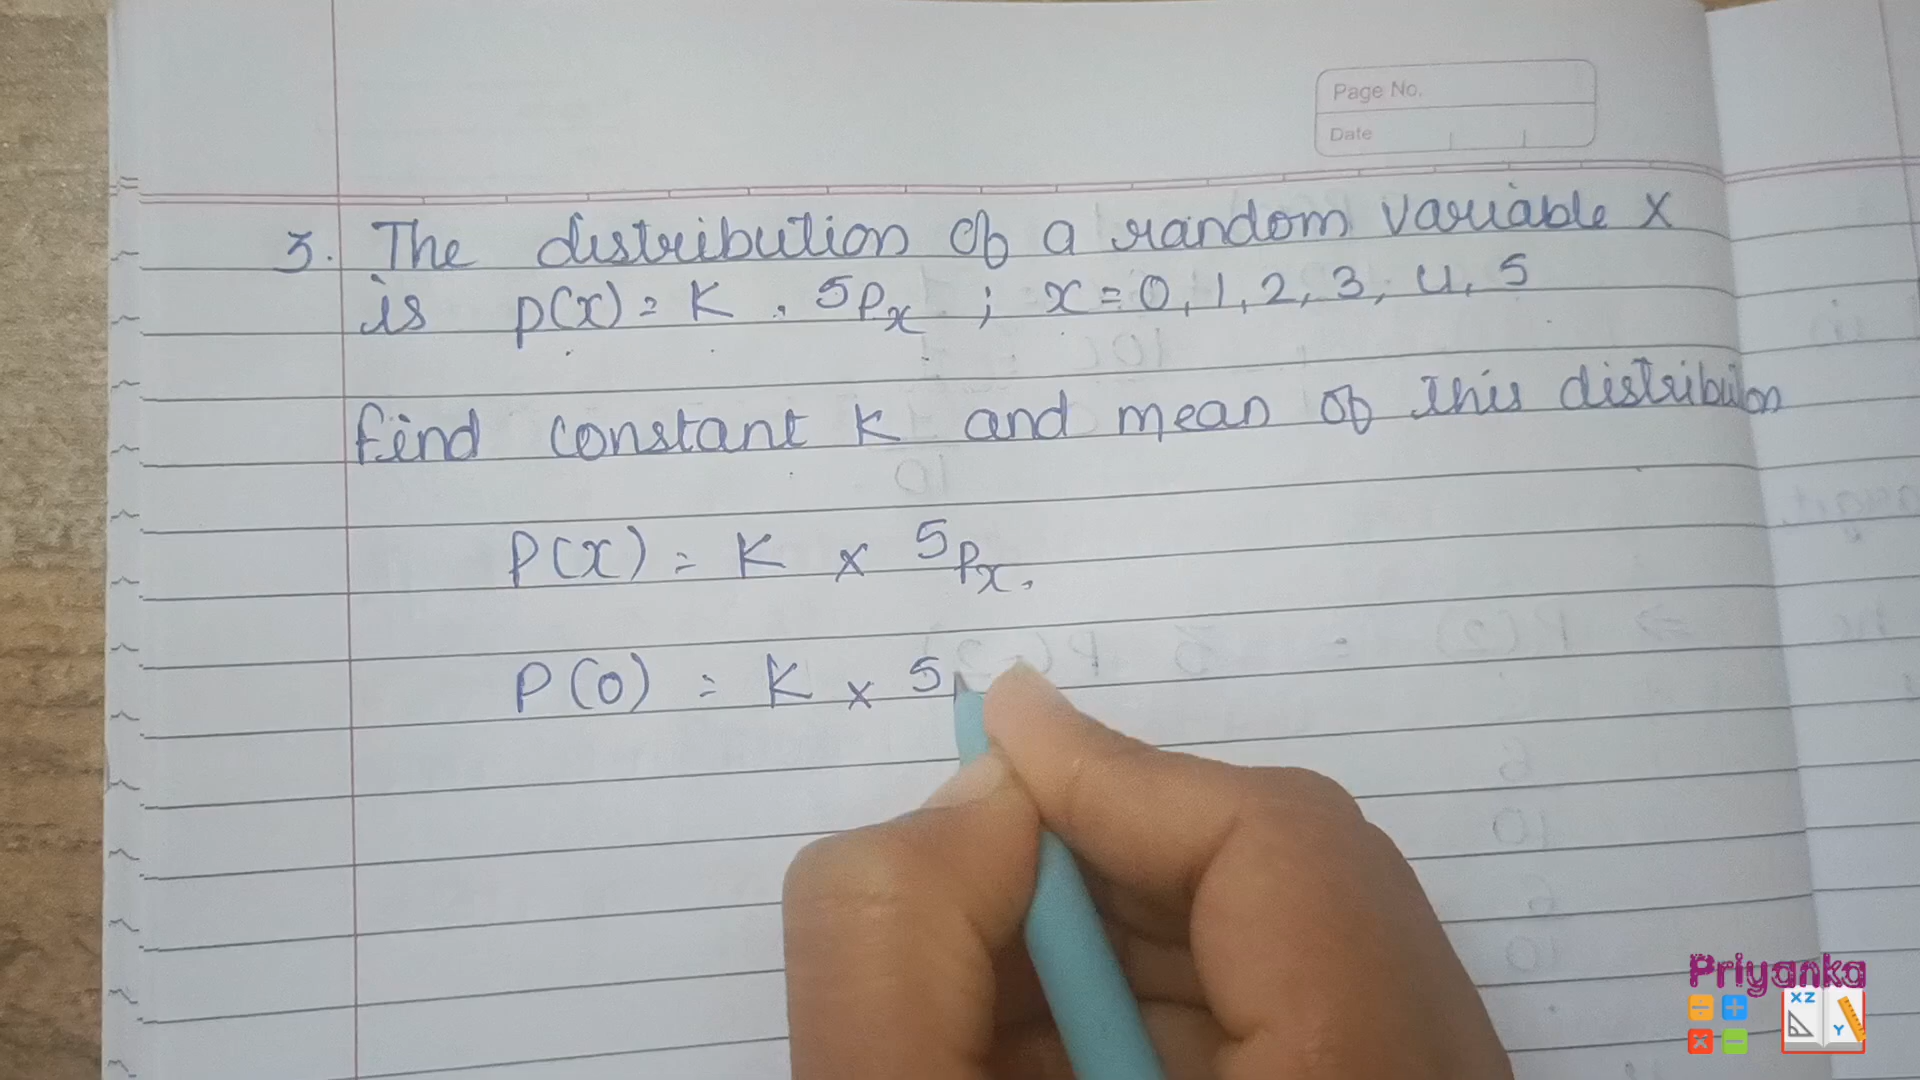 Page No.
Date
3. The distribution of a random variable X
is p(x) = K . 5Px ; x = 0, 1, 2, 3, 4, 5
find constant K and mean of this distribution
P(x) = K × 5Px.
P(0) = K × 5
Priyanka
XZ
Y